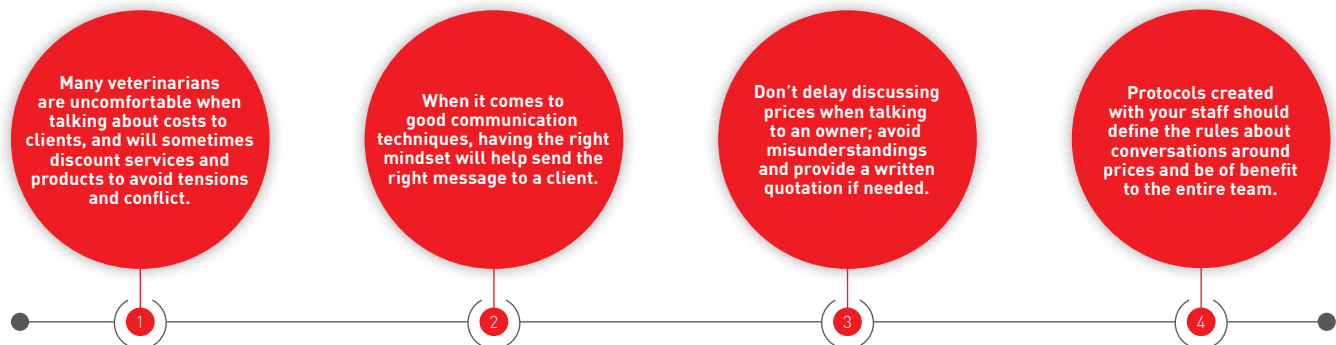 Many veterinarians
are uncomfortable when
talking about costs to
clients, and will sometimes
discount services and
products to avoid tensions
and conflict.
When it comes to
good communication
techniques, having the right
mindset will help send the
right message to a client.
Don’t delay discussing
prices when talking
to an owner; avoid
misunderstandings
and provide a written
quotation if needed.
Protocols created
with your staff should
define the rules about
conversations around
prices and be of benefit
to the entire team.
1
2
3
4